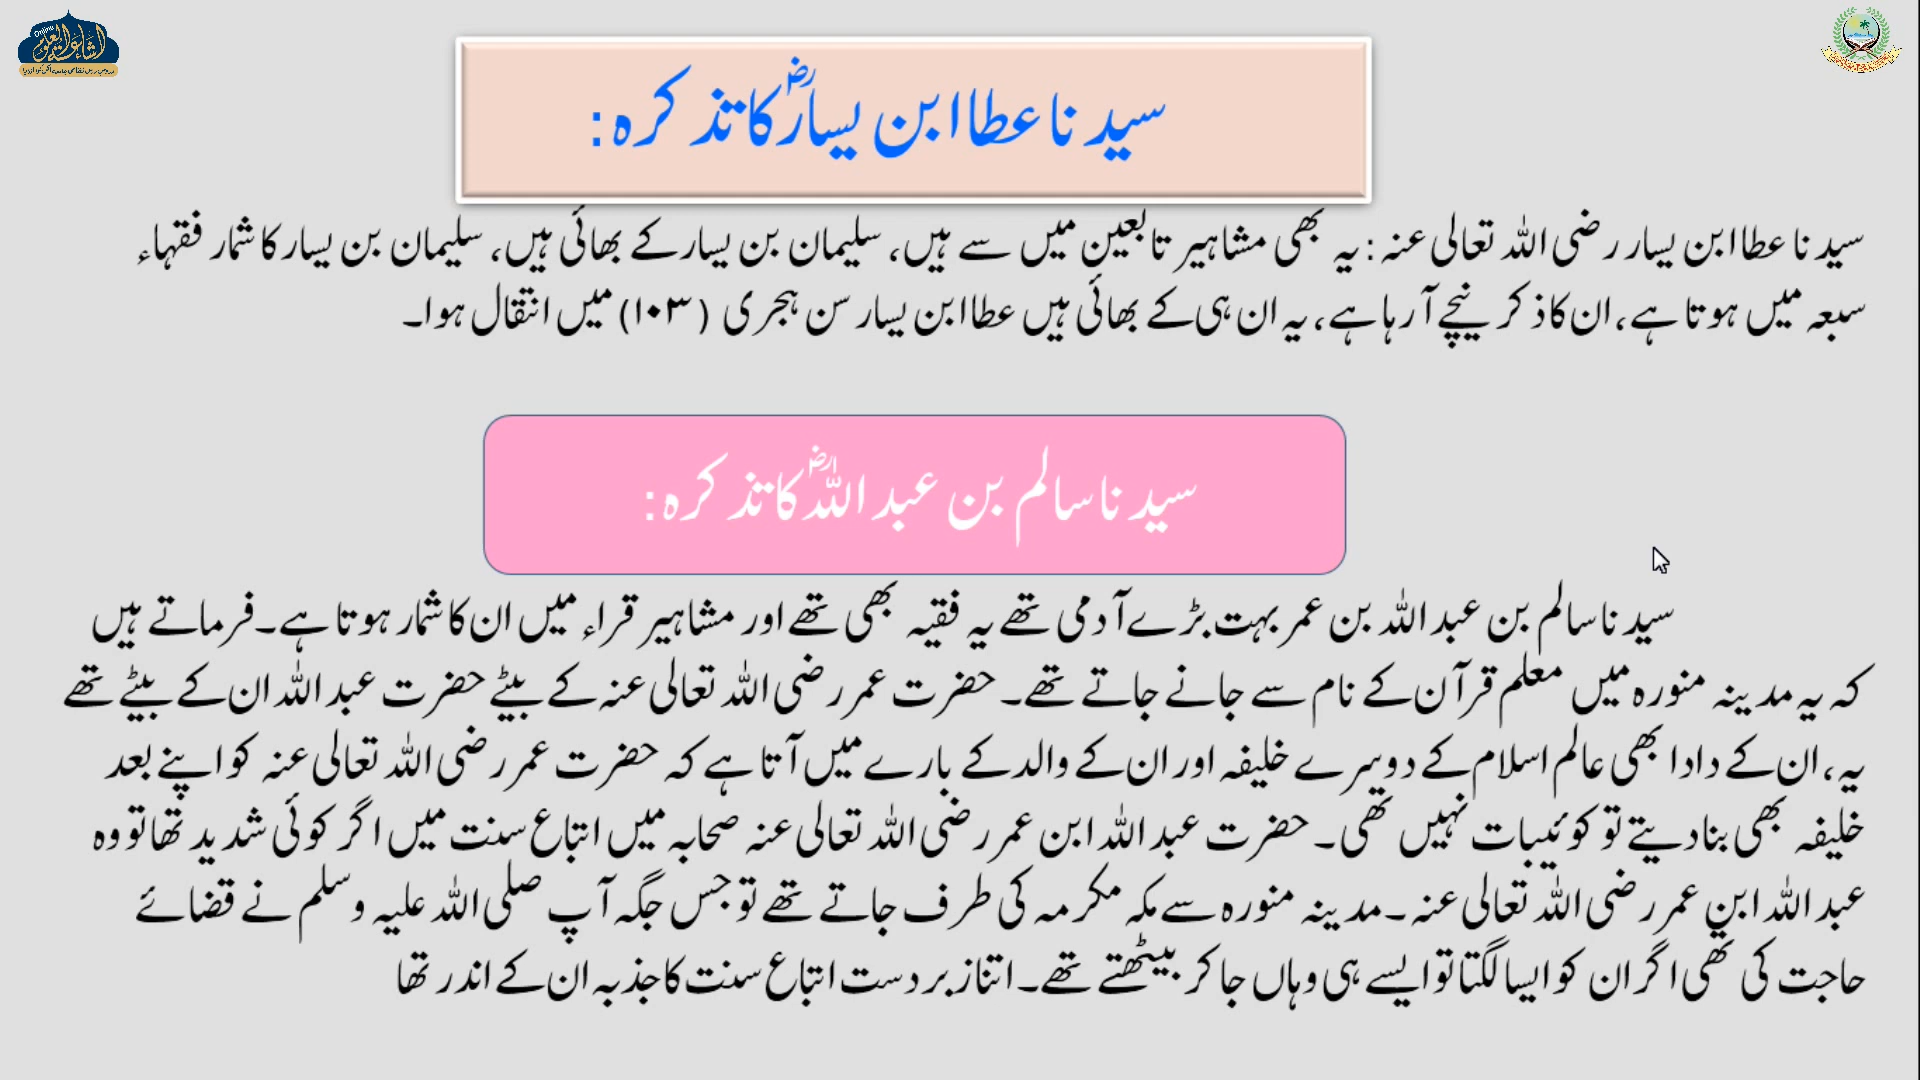 سیدنا عطا ابن یسارؓ کا تذکرہ:
سیدنا عطا ابن یسار رضی اللہ تعالی عنہ: یہ بھی مشاہیر تابعین میں سے ہیں، سلیمان بن یسار کے بھائی ہیں، سلیمان بن یسار کا شمار فقہاء
سبعہ میں ہوتا ہے، ان کا ذکر نیچے آرہا ہے، یہ ان ہی کے بھائی ہیں عطا ابن یسار سن ہجری (۱۰۳) میں انتقال ہوا۔
سیدنا سالم بن عبد اللہؓ کا تذکرہ:
سیدنا سالم بن عبد اللہ بن عمر بہت بڑے آدمی تھے یہ فقیہ بھی تھے اور مشاہیر قراء میں ان کا شمار ہوتا ہے۔ فرماتے ہیں
کہ یہ مدینہ منورہ میں معلم قرآن کے نام سے جانے جاتے تھے۔ حضرت عمر رضی اللہ تعالی عنہ کے بیٹے حضرت عبد اللہ ان کے بیٹے تھے
یہ، ان کے دادا بھی عالم اسلام کے دوسرے خلیفہ اور ان کے والد کے بارے میں آتا ہے کہ حضرت عمر رضی اللہ تعالی عنہ کو اپنے بعد
خلیفہ بھی بنا دیتے تو کوئیبات نہیں تھی۔ حضرت عبد اللہ ابن عمر رضی اللہ تعالی عنہ صحابہ میں اتباع سنت میں اگر کوئی شدید تھا تو وہ
عبد اللہ ابن عمر رضی اللہ تعالی عنہ۔ مدینہ منورہ سے مکہ مکرمہ کی طرف جاتے تھے تو جس جگہ آپ صلی اللہ علیہ وسلم نے قضائے
حاجت کی تھی اگر ان کو ایسا لگتا تو ایسے ہی وہاں جا کر بیٹھتے تھے۔ اتنا زبردست اتباع سنت کا جذبہ ان کے اندر تھا